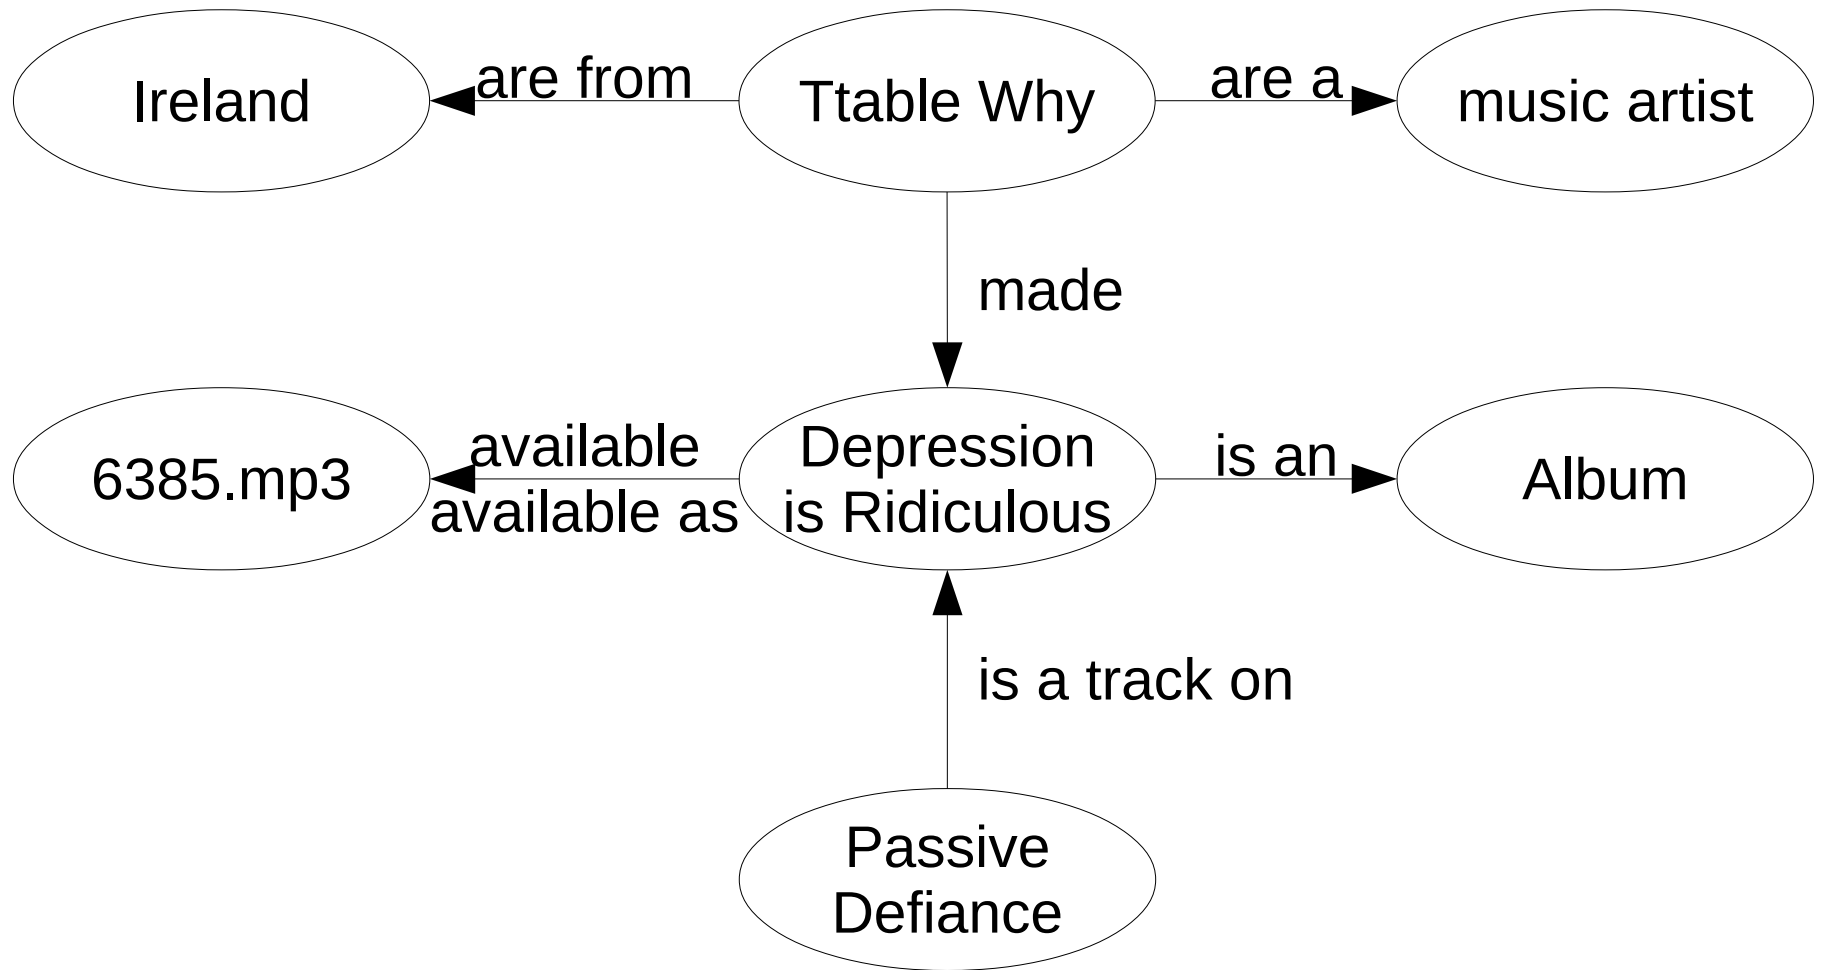 Ireland
are from
Ttable Why
are a
music artist
made
6385.mp3
available
available as
Depression
is Ridiculous
is an
Album
is a track on
Passive
Defiance